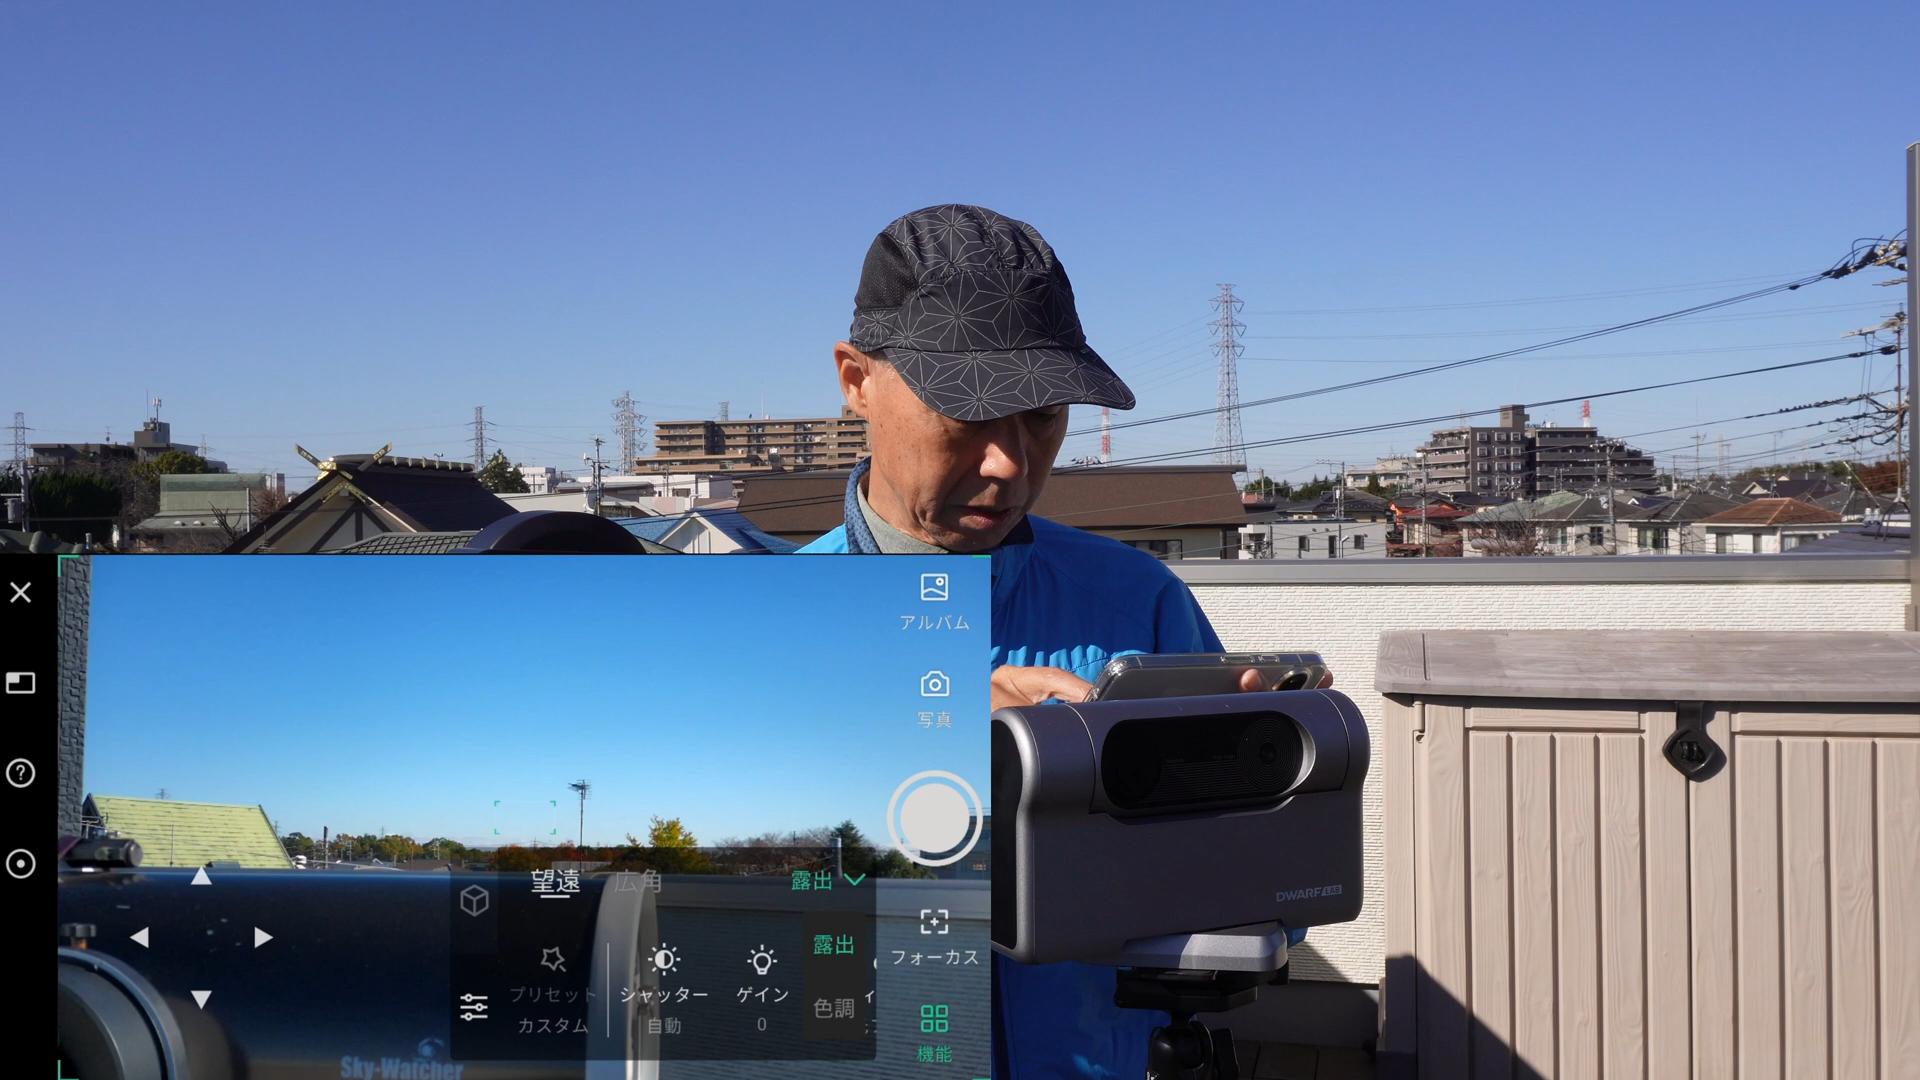 アルバム
写真
望遠 広角
露出
露出
フォーカス
プリセット
シャッター
ゲイン
カスタム
自動
0
色調
機能
Sky-Watcher
DWARFLAB